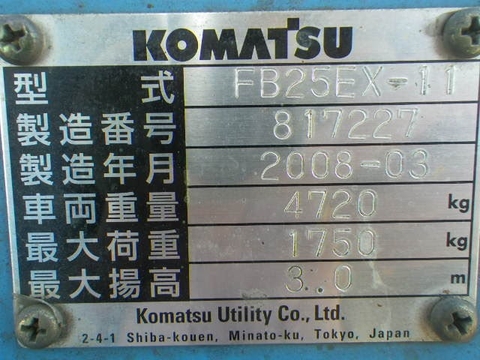 KOMATSU
型 式 FB25EX-11
製造番号 817227
製造年月 2008-03
車両重量 4720 kg
最大荷重 1750 kg
最大揚高 3.0 m
Komatsu Utility Co., Ltd.
2-4-1 Shiba-kouen, Minato-ku, Tokyo, Japan